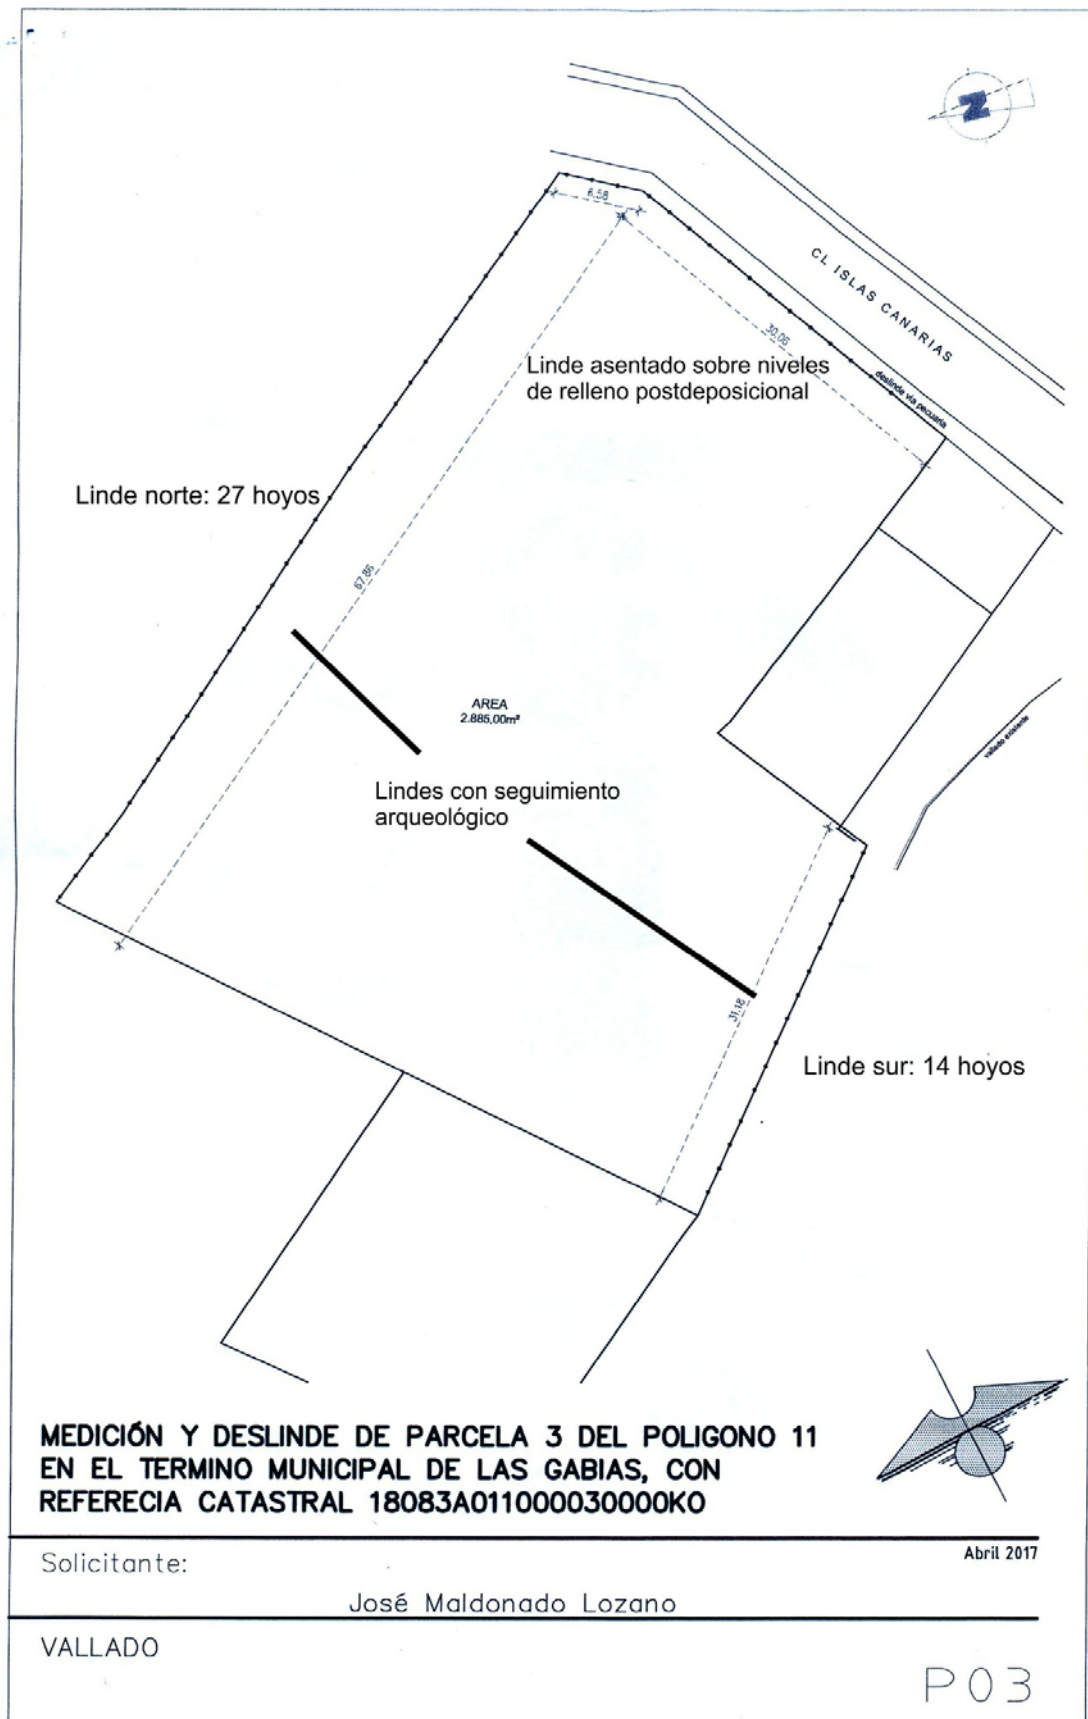 N
6,58
CL ISLAS CANARIAS
30,06
Linde asentado sobre niveles
de relleno postdeposicional
deslinde vía pecuaria
Linde norte: 27 hoyos
67,86
AREA
2.885,00m²
vallado existente
Lindes con seguimiento
arqueológico
31,18
Linde sur: 14 hoyos
MEDICIÓN Y DESLINDE DE PARCELA 3 DEL POLIGONO 11
EN EL TERMINO MUNICIPAL DE LAS GABIAS, CON
REFERECIA CATASTRAL 18083A011000030000KO
Abril 2017
Solicitante:
José Maldonado Lozano
VALLADO
P03